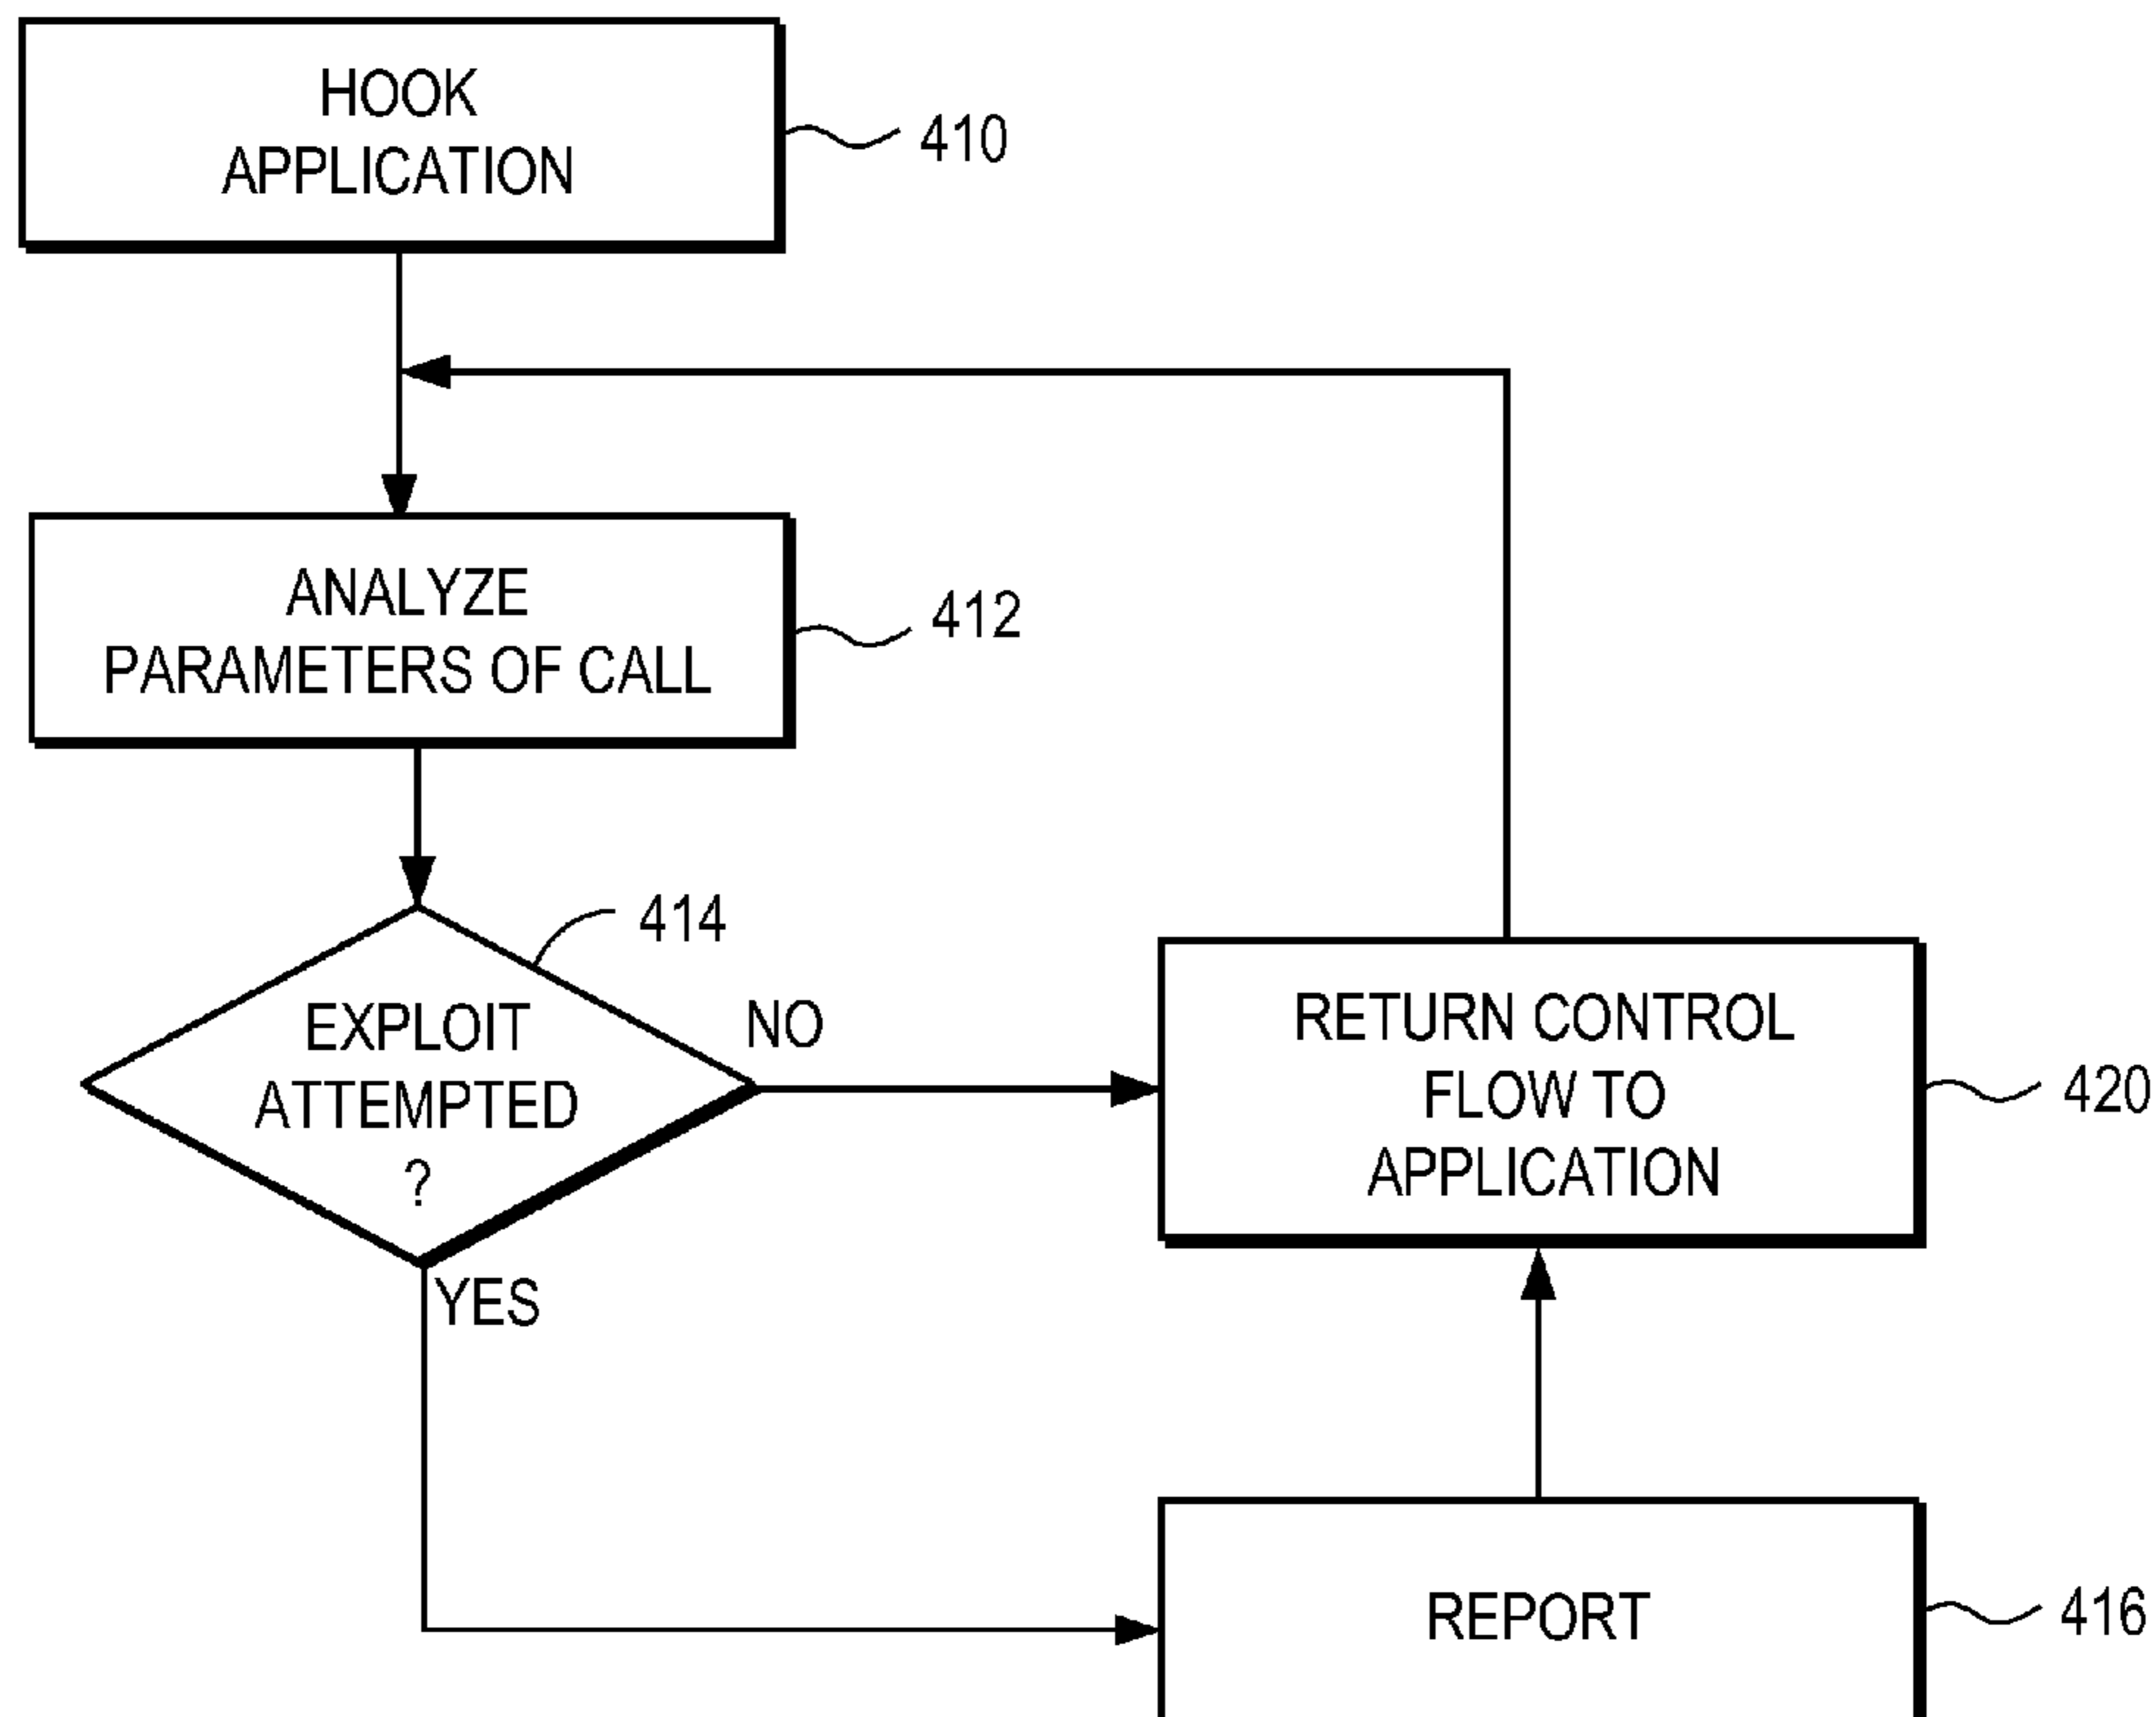 HOOK
APPLICATION
410
ANALYZE
PARAMETERS OF CALL
412
414
EXPLOIT
ATTEMPTED
?
NO
YES
RETURN CONTROL
FLOW TO
APPLICATION
420
REPORT
416